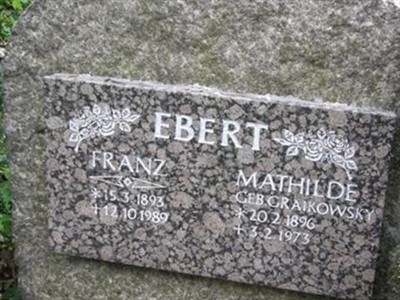 EBERT
FRANZ
*15.3.1893
+12.10.1989
MATHILDE
GEB GRAIKOWSKY
*20.2.1896
+3.2.1973